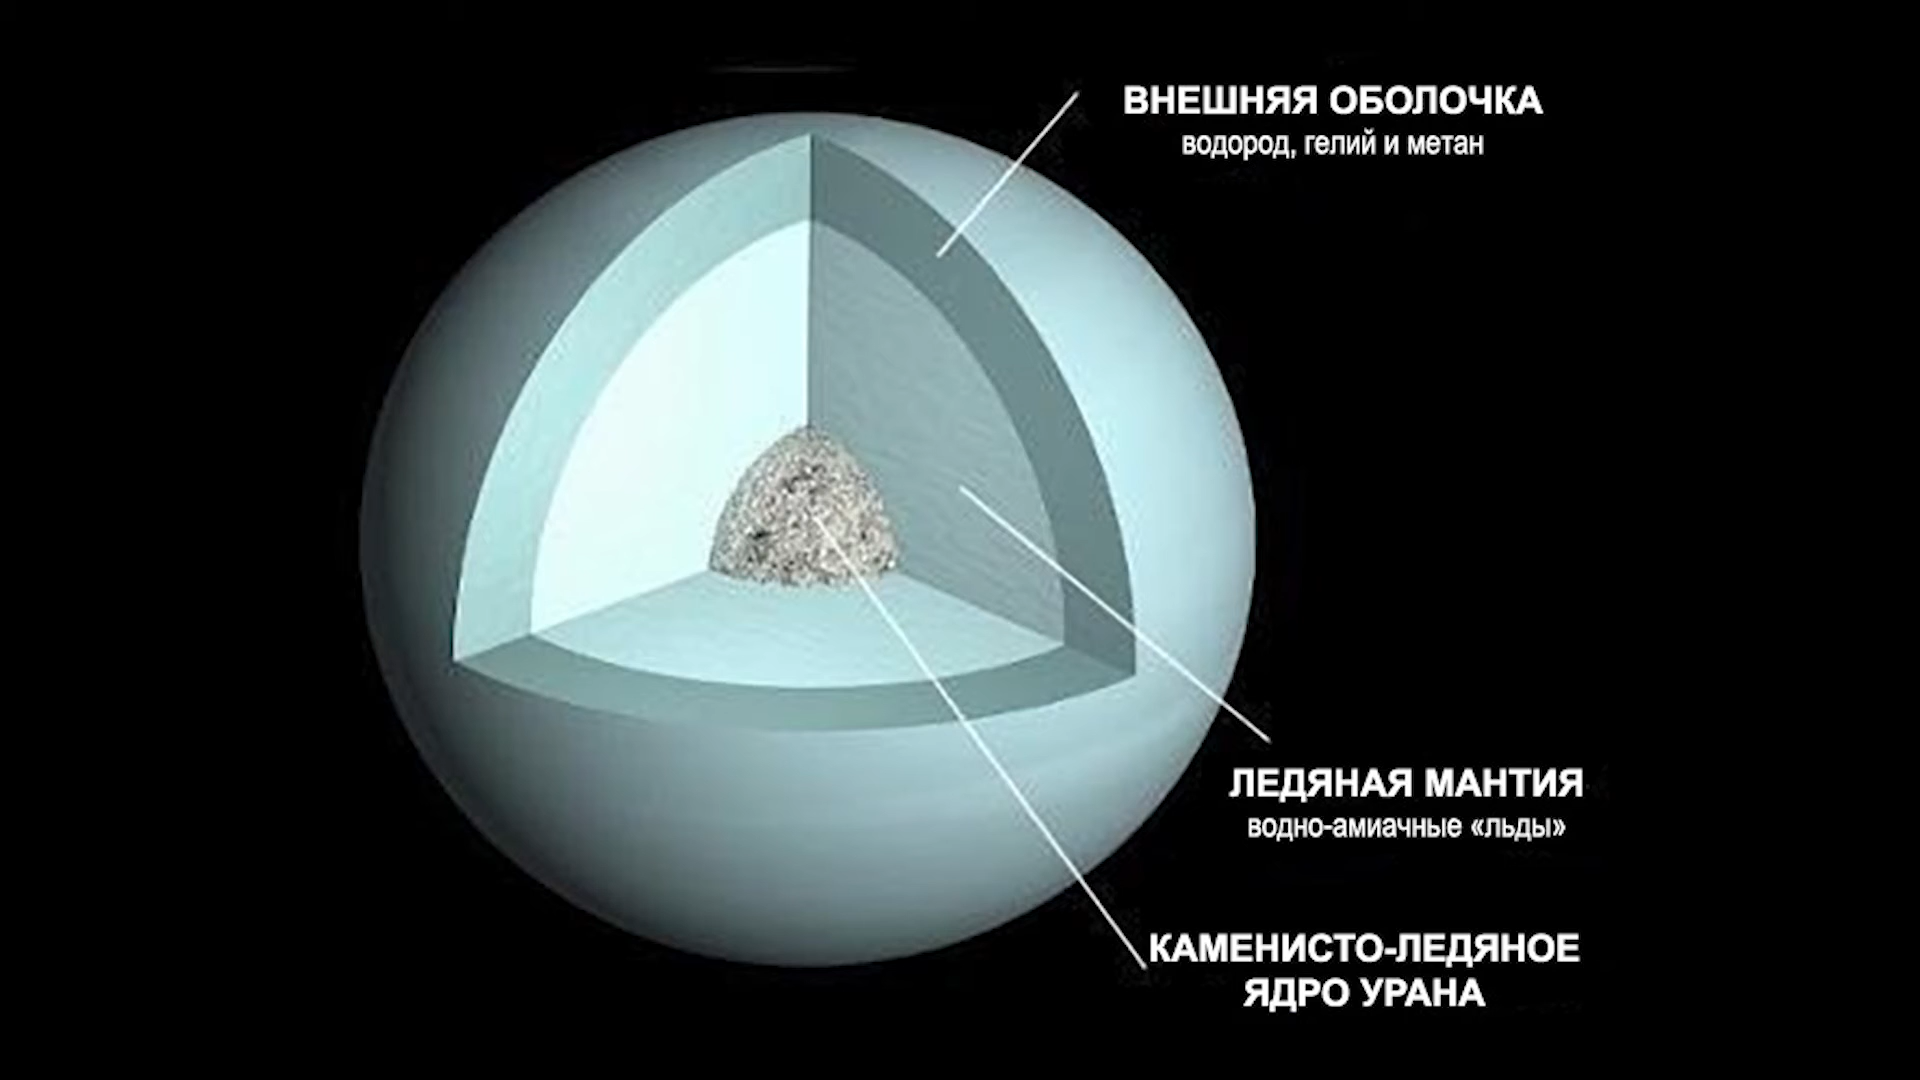 ВНЕШНЯЯ ОБОЛОЧКА
водород, гелий и метан
ЛЕДЯНАЯ МАНТИЯ
водно-амиачные «льды»
КАМЕНИСТО-ЛЕДЯНОЕ
ЯДРО УРАНА